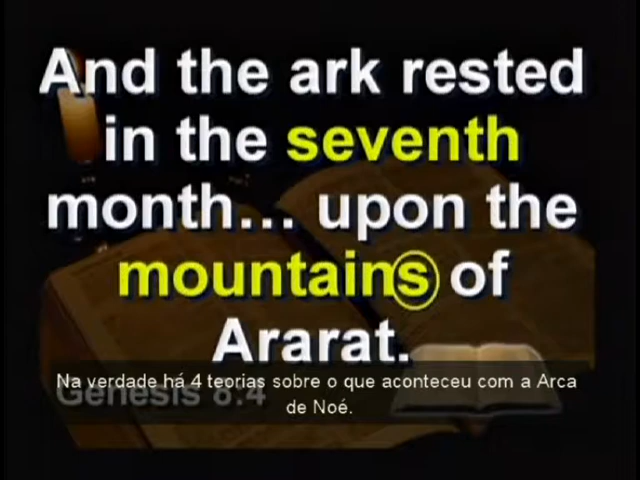 And the ark rested
in the seventh
month... upon the
mountains of
Ararat.
Na verdade há 4 teorias sobre o que aconteceu com a Arca
de Noé.
Genesis 8:4